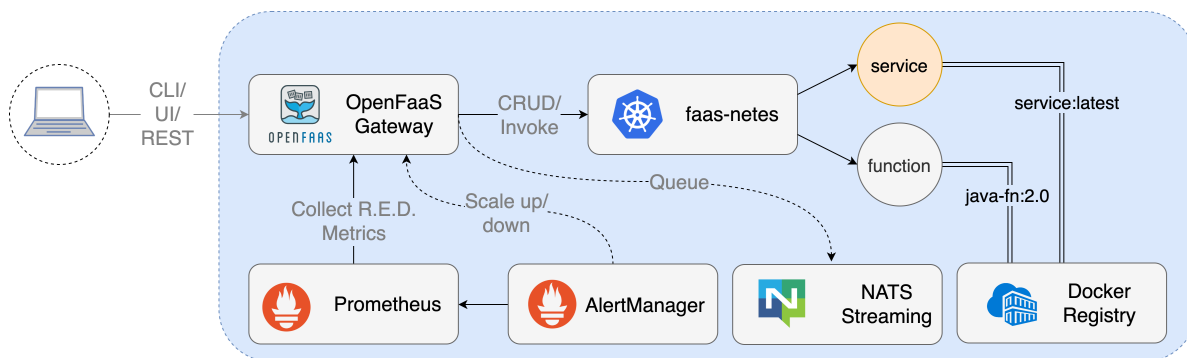 CLI/
UI/
REST
OPENFAAS
OpenFaaS
Gateway
CRUD/
Invoke
faas-netes
service
function
service:latest
java-fn:2.0
Queue
Scale up/
down
Collect R.E.D.
Metrics
Prometheus
AlertManager
N
NATS
Streaming
Docker
Registry